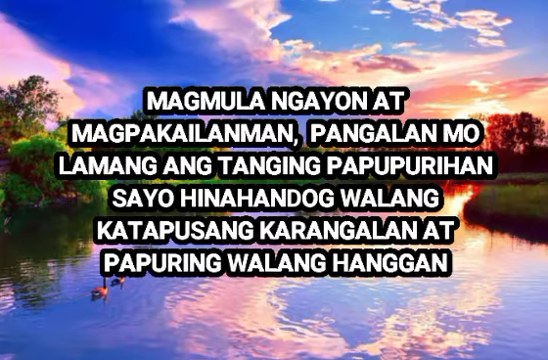 MAGMULA NGAYON AT
MAGPAKAILANMAN, PANGALAN MO
LAMANG ANG TANGING PAPUPURIHAN
SAYO HINAHANDOG WALANG
KATAPUSANG KARANGALAN AT
PAPURING WALANG HANGGAN